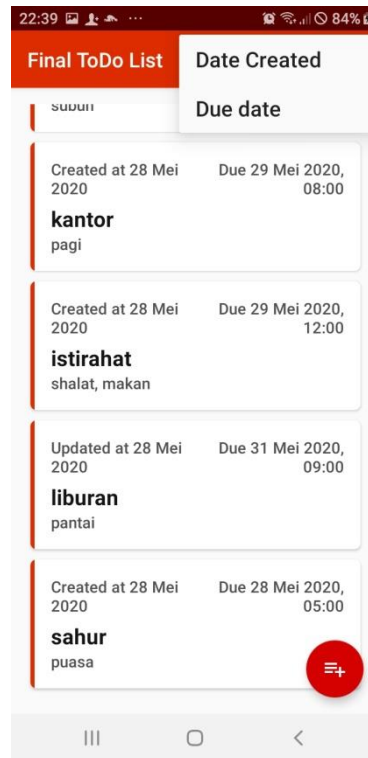 22:39 84%
Final ToDo List
Date Created
Due date
subuh
Created at 28 Mei
2020
Due 29 Mei 2020,
08:00
kantor
pagi
Created at 28 Mei
2020
Due 29 Mei 2020,
12:00
istirahat
shalat, makan
Updated at 28 Mei
2020
Due 31 Mei 2020,
09:00
liburan
pantai
Created at 28 Mei
2020
Due 28 Mei 2020,
05:00
sahur
puasa